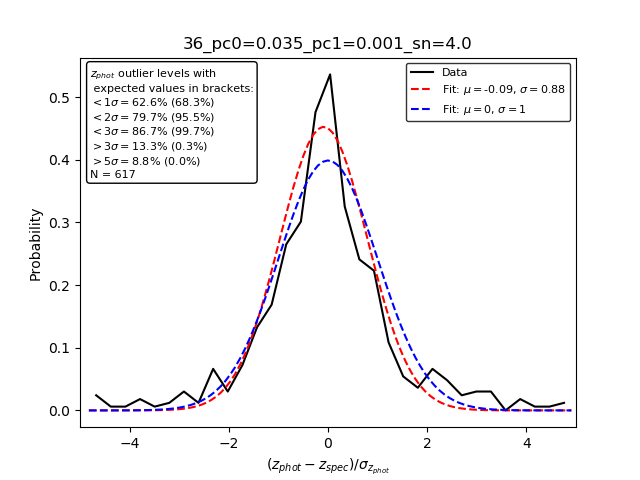 36_pc0=0.035_pc1=0.001_sn=4.0
z_phot outlier levels with
expected values in brackets:
<1σ = 62.6% (68.3%)
<2σ = 79.7% (95.5%)
<3σ = 86.7% (99.7%)
>3σ = 13.3% (0.3%)
>5σ = 8.8% (0.0%)
N = 617
Data
Fit: μ = -0.09, σ = 0.88
Fit: μ = 0, σ = 1
Probability
0.5
0.4
0.3
0.2
0.1
0.0
−4 −2 0 2 4
(z_phot − z_spec)/σ_z_phot